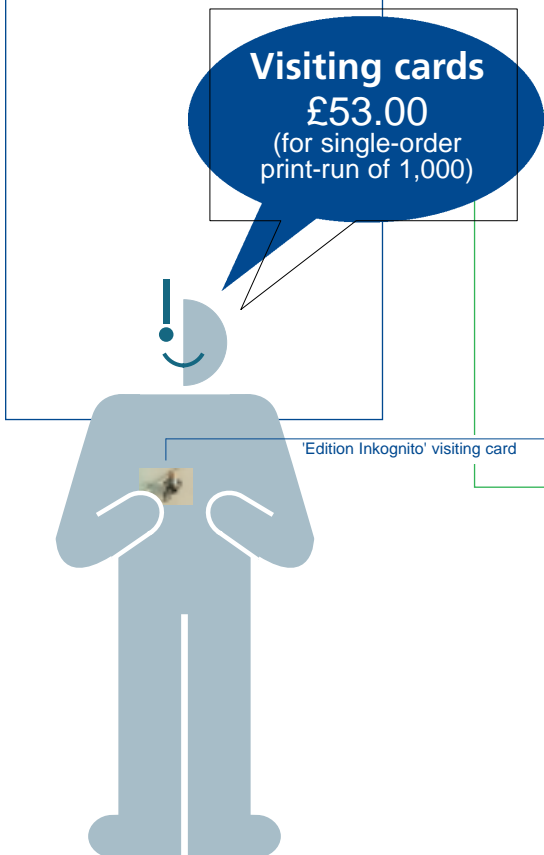 Visiting cards
£53.00
(for single-order
print-run of 1,000)
'Edition Inkognito' visiting card